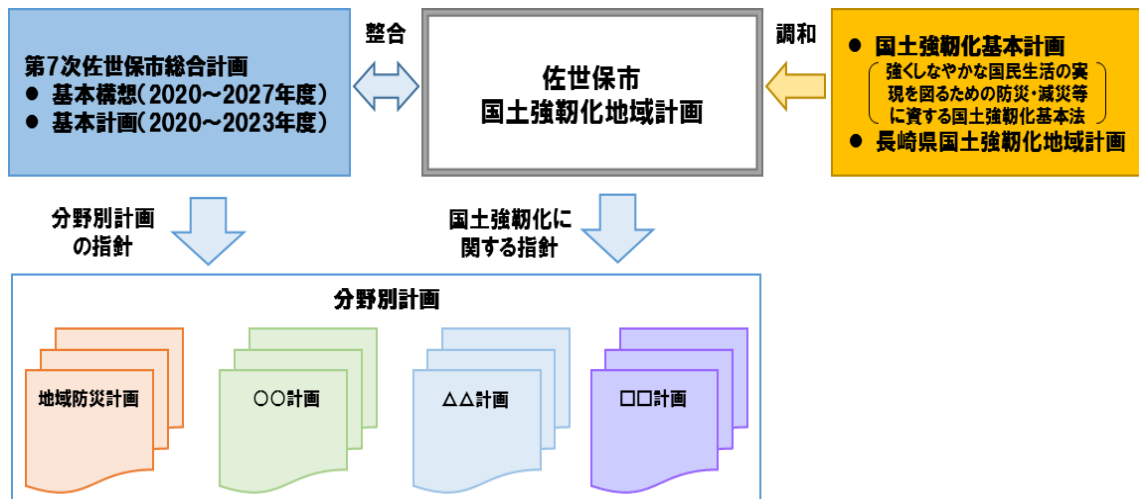 第7次佐世保市総合計画
● 基本構想（2020～2027年度）
● 基本計画（2020～2023年度）
整合
佐世保市
国土強靭化地域計画
調和
● 国土強靭化基本計画
強くしなやかな国民生活の実
現を図るための防災・減災等
に資する国土強靭化基本法
● 長崎県国土強靭化地域計画
分野別計画
の指針
国土強靭化に
関する指針
分野別計画
地域防災計画
〇〇計画
△△計画
□□計画